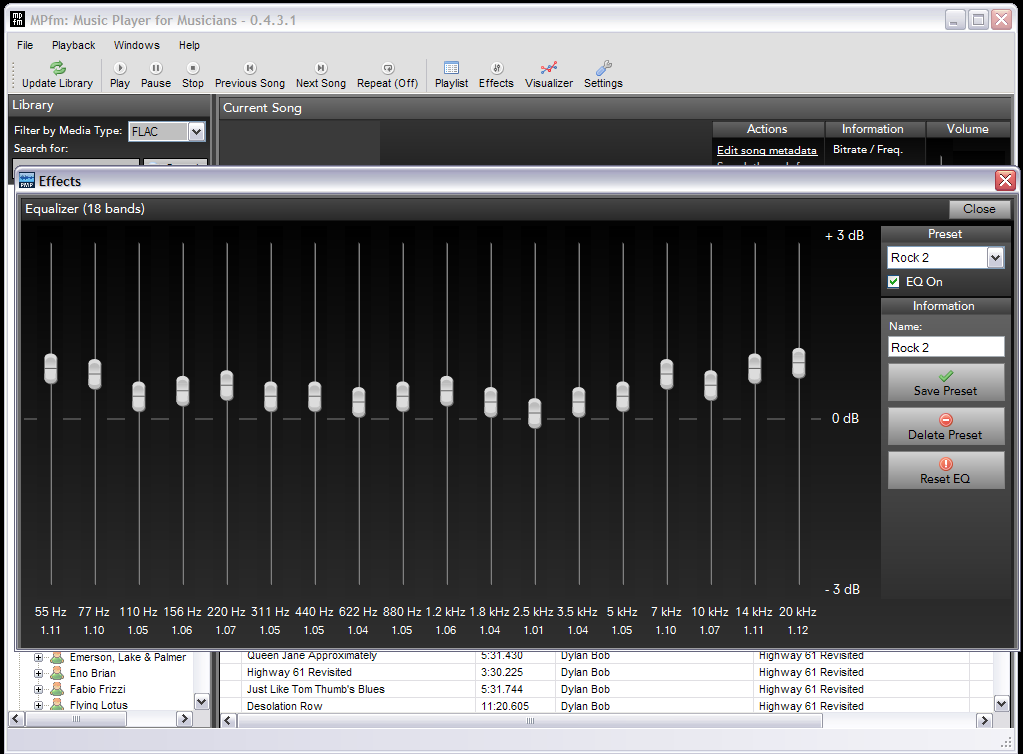 MPfm: Music Player for Musicians - 0.4.3.1
File Playback Windows Help
Update Library Play Pause Stop Previous Song Next Song Repeat (Off) Playlist Effects Visualizer Settings
Library
Current Song
Filter by Media Type: FLAC
Search for:
Actions Information Volume
Edit song metadata Bitrate / Freq.
Effects
Equalizer (18 bands) Close
+ 3 dB
0 dB
- 3 dB
55 Hz 77 Hz 110 Hz 156 Hz 220 Hz 311 Hz 440 Hz 622 Hz 880 Hz 1.2 kHz 1.8 kHz 2.5 kHz 3.5 kHz 5 kHz 7 kHz 10 kHz 14 kHz 20 kHz
1.11 1.10 1.05 1.06 1.07 1.05 1.05 1.04 1.05 1.06 1.04 1.01 1.04 1.05 1.10 1.07 1.11 1.12
Preset
Rock 2
EQ On
Information
Name:
Rock 2
Save Preset
Delete Preset
Reset EQ
Emerson, Lake & Palmer
Eno Brian
Fabio Frizzi
Flying Lotus
Queen Jane Approximately 5:31.430 Dylan Bob Highway 61 Revisited
Highway 61 Revisited 3:30.225 Dylan Bob Highway 61 Revisited
Just Like Tom Thumb's Blues 5:31.744 Dylan Bob Highway 61 Revisited
Desolation Row 11:20.605 Dylan Bob Highway 61 Revisited